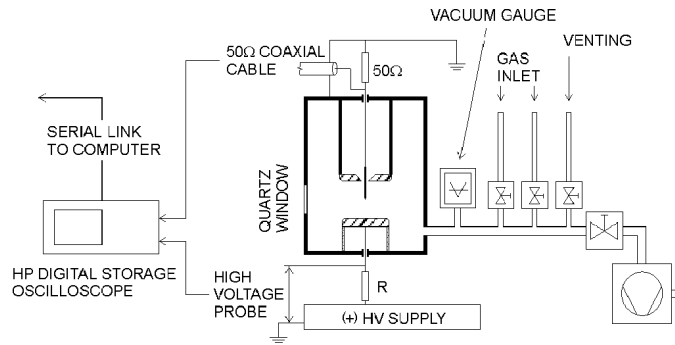 VACUUM GAUGE
50Ω COAXIAL
CABLE
50Ω
GAS
INLET
VENTING
SERIAL LINK
TO COMPUTER
QUARTZ
WINDOW
HP DIGITAL STORAGE
OSCILLOSCOPE
HIGH
VOLTAGE
PROBE
R
(+) HV SUPPLY